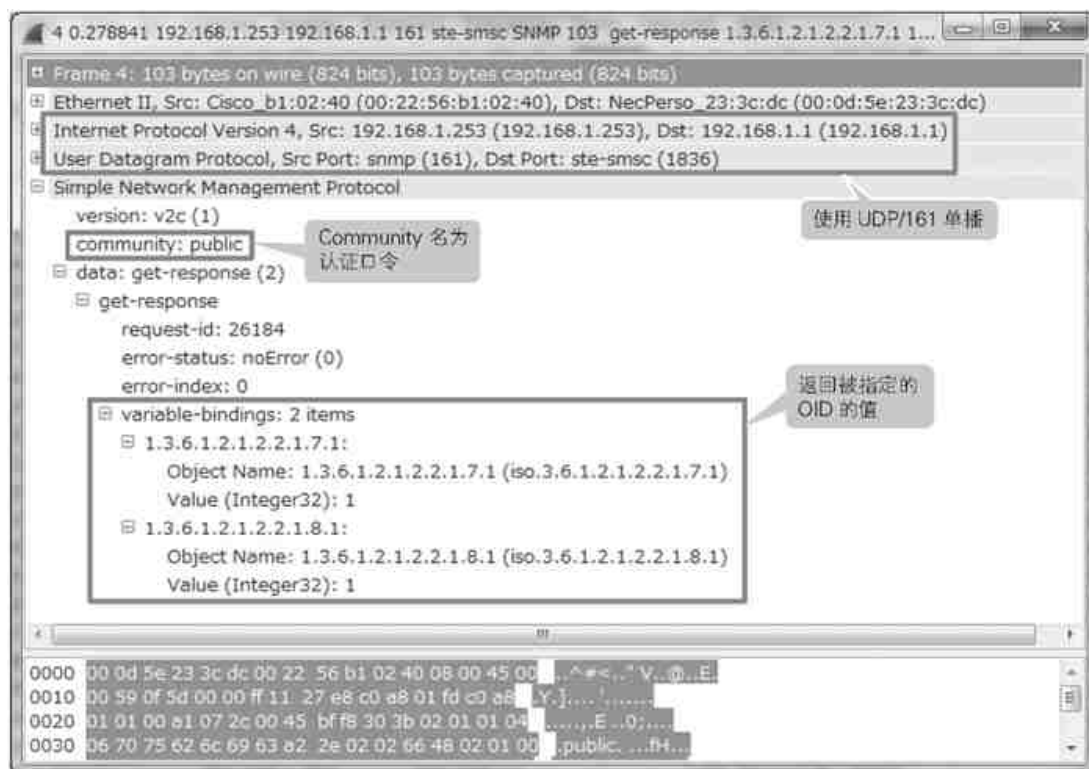 4 0.278841 192.168.1.253 192.168.1.1 161 ste-smsc SNMP 103 get-response 1.3.6.1.2.1.2.2.1.7.1 1...
Frame 4: 103 bytes on wire (824 bits), 103 bytes captured (824 bits)
Ethernet II, Src: Cisco_b1:02:40 (00:22:56:b1:02:40), Dst: NecPerso_23:3c:dc (00:0d:5e:23:3c:dc)
Internet Protocol Version 4, Src: 192.168.1.253 (192.168.1.253), Dst: 192.168.1.1 (192.168.1.1)
User Datagram Protocol, Src Port: snmp (161), Dst Port: ste-smsc (1836)
Simple Network Management Protocol
使用 UDP/161 单播
version: v2c (1)
community: public
Community 名为
认证口令
data: get-response (2)
get-response
request-id: 26184
error-status: noError (0)
error-index: 0
返回被指定的
OID 的值
variable-bindings: 2 items
1.3.6.1.2.1.2.2.1.7.1:
Object Name: 1.3.6.1.2.1.2.2.1.7.1 (iso.3.6.1.2.1.2.2.1.7.1)
Value (Integer32): 1
1.3.6.1.2.1.2.2.1.8.1:
Object Name: 1.3.6.1.2.1.2.2.1.8.1 (iso.3.6.1.2.1.2.2.1.8.1)
Value (Integer32): 1
0000 00 0d 5e 23 3c dc 00 22 56 b1 02 40 08 00 45 00 ..^#<.." V..@..E.
0010 00 59 0f 5d 00 00 ff 11 27 e8 c0 a8 01 fd c0 a8 .Y.].... '.......
0020 01 01 00 a1 07 2c 00 45 bf f8 30 3b 02 01 01 04 .....,.E ..0;....
0030 06 70 75 62 6c 69 63 a2 2e 02 02 66 48 02 01 00 .public. ...fH...